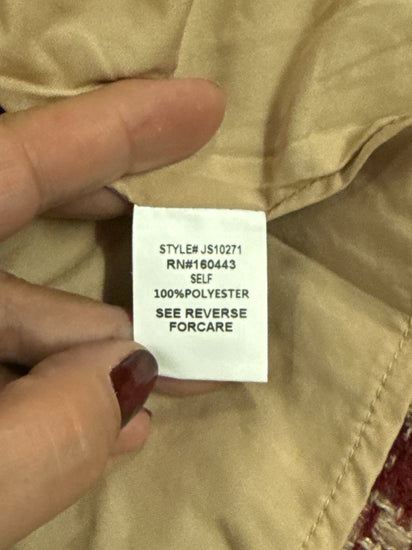 STYLE# JS10271
RN#160443
SELF
100%POLYESTER
SEE REVERSE
FORCARE